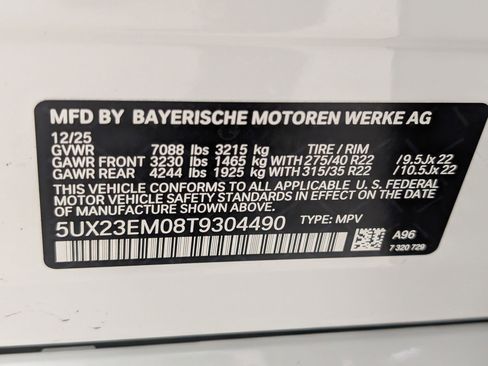 MFD BY BAYERISCHE MOTOREN WERKE AG
12/25
GVWR 7088 lbs 3215 kg TIRE / RIM
GAWR FRONT 3230 lbs 1465 kg WITH 275/40 R22 /9.5Jx22
GAWR REAR 4244 lbs 1925 kg WITH 315/35 R22 /10.5Jx22
THIS VEHICLE CONFORMS TO ALL APPLICABLE U. S. FEDERAL
MOTOR VEHICLE SAFETY, AND THEFT PREVENTION
STANDARDS IN EFFECT ON THE DATE OF MANUFACTURE
SHOWN ABOVE.
5UX23EM08T9304490 TYPE: MPV
A96
7 320 729